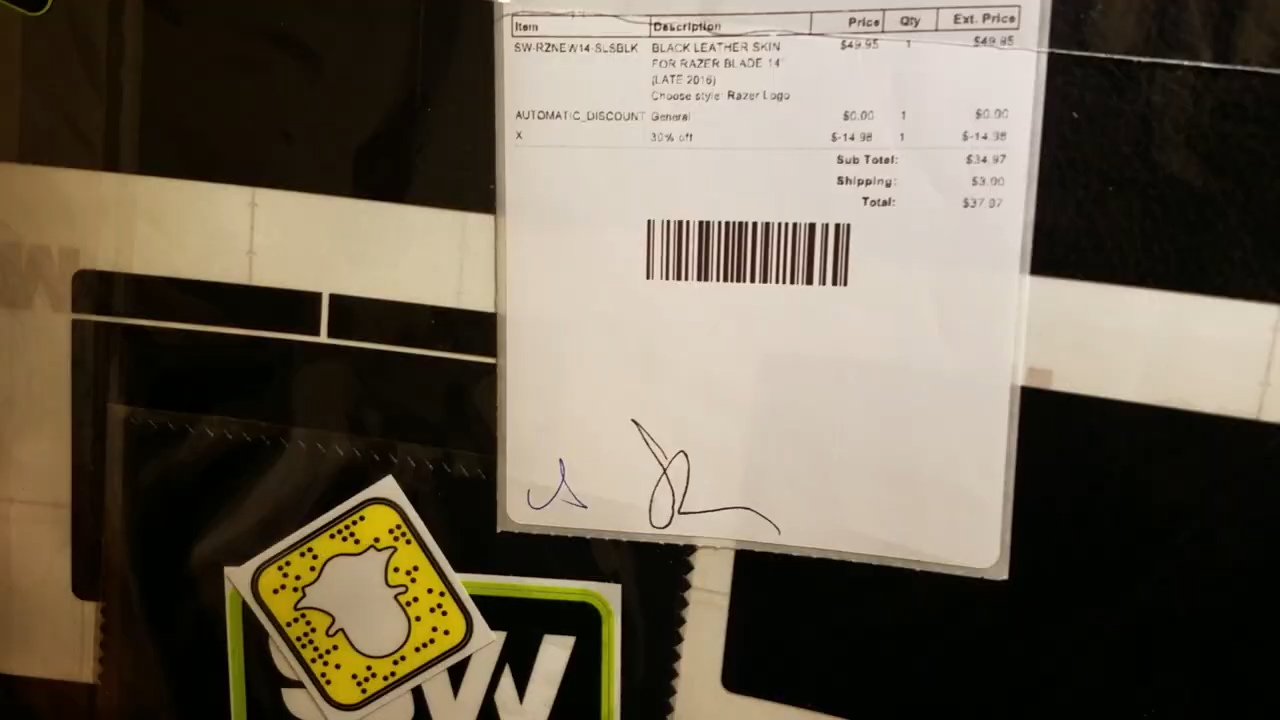 Item Description Price Qty Ext. Price
SW-RZNEW14-SLSBLK BLACK LEATHER SKIN $49.95 1 $49.95
FOR RAZER BLADE 14"
(LATE 2016)
Choose style: Razer Logo
AUTOMATIC_DISCOUNT General $0.00 1 $0.00
X 30% off $-14.98 1 $-14.98
Sub Total: $34.97
Shipping: $3.00
Total: $37.97
SW